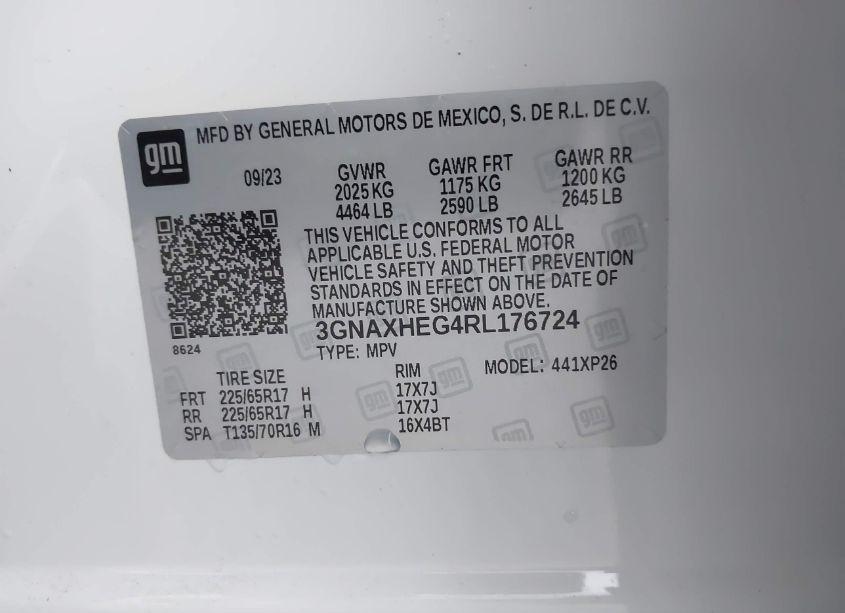 gm MFD BY GENERAL MOTORS DE MEXICO, S. DE R.L. DE C.V.
09/23 GVWR GAWR FRT GAWR RR
2025 KG 1175 KG 1200 KG
4464 LB 2590 LB 2645 LB
THIS VEHICLE CONFORMS TO ALL
APPLICABLE U.S. FEDERAL MOTOR
VEHICLE SAFETY AND THEFT PREVENTION
STANDARDS IN EFFECT ON THE DATE OF
MANUFACTURE SHOWN ABOVE.
3GNAXHEG4RL176724
8624
TYPE: MPV MODEL: 441XP26
TIRE SIZE RIM
FRT 225/65R17 H 17X7J
RR 225/65R17 H 17X7J
SPA T135/70R16 M 16X4BT